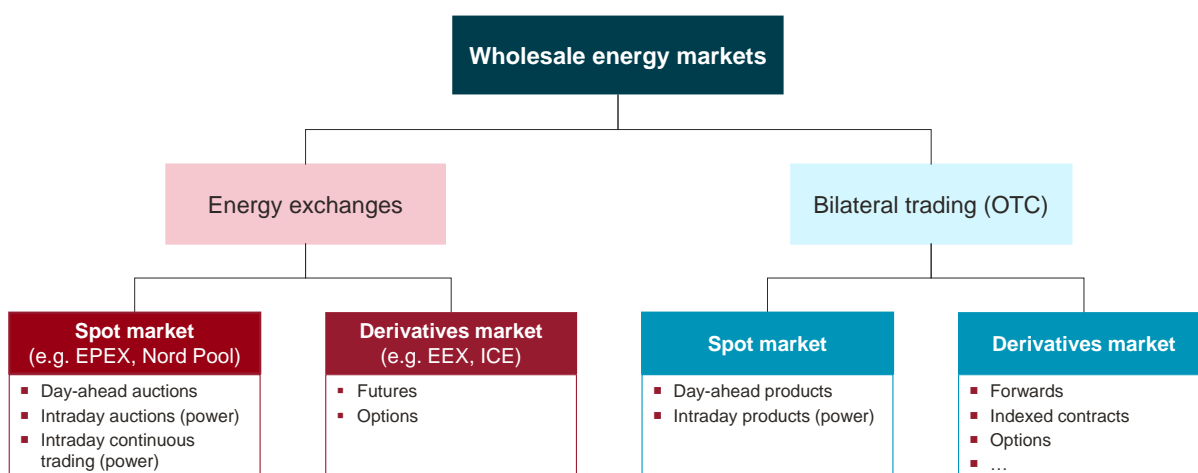 Wholesale energy markets
Energy exchanges
Bilateral trading (OTC)
Spot market
(e.g. EPEX, Nord Pool)
Day-ahead auctions
Intraday auctions (power)
Intraday continuous
trading (power)
Derivatives market
(e.g. EEX, ICE)
Futures
Options
Spot market
Day-ahead products
Intraday products (power)
Derivatives market
Forwards
Indexed contracts
Options
…